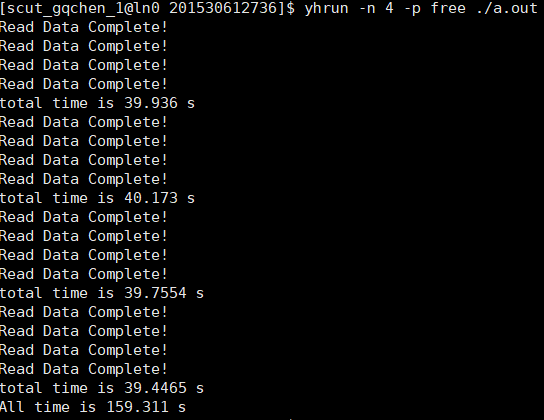 [scut_gqchen_1@ln0 201530612736]$ yhrun -n 4 -p free ./a.out
Read Data Complete!
Read Data Complete!
Read Data Complete!
Read Data Complete!
total time is 39.936 s
Read Data Complete!
Read Data Complete!
Read Data Complete!
Read Data Complete!
total time is 40.173 s
Read Data Complete!
Read Data Complete!
Read Data Complete!
Read Data Complete!
total time is 39.7554 s
Read Data Complete!
Read Data Complete!
Read Data Complete!
Read Data Complete!
total time is 39.4465 s
All time is 159.311 s